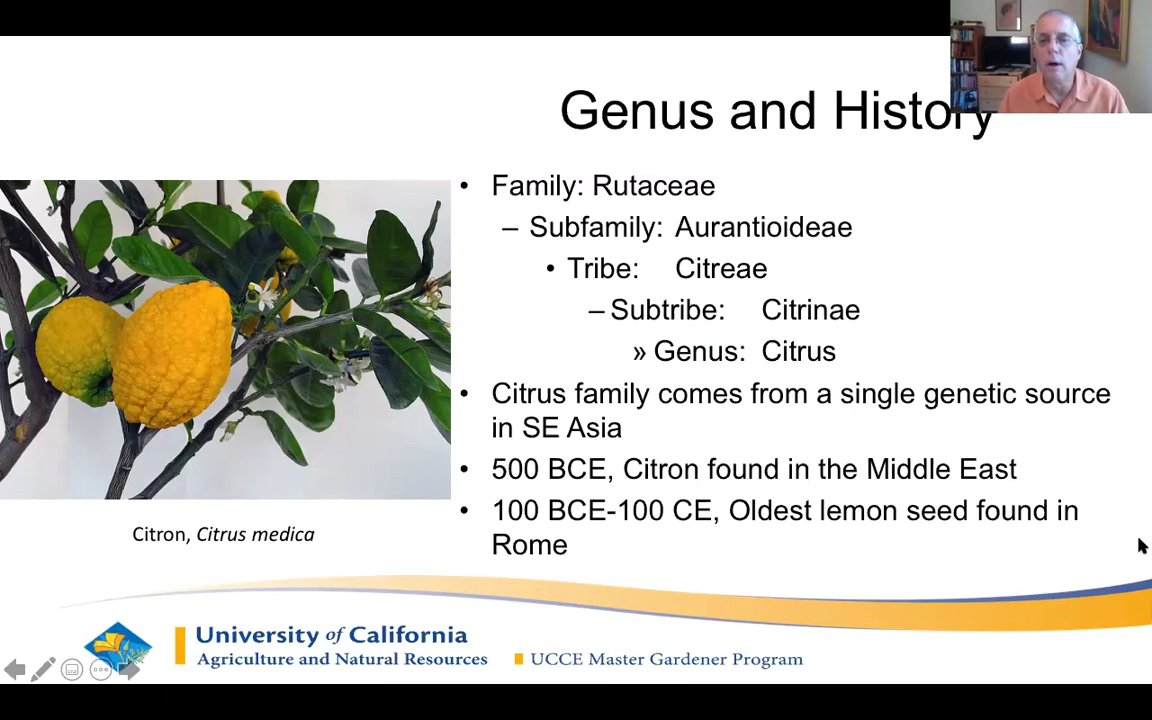 Genus and History
• Family: Rutaceae
– Subfamily: Aurantioideae
• Tribe: Citreae
– Subtribe: Citrinae
» Genus: Citrus
• Citrus family comes from a single genetic source
in SE Asia
• 500 BCE, Citron found in the Middle East
• 100 BCE-100 CE, Oldest lemon seed found in
Rome
Citron, Citrus medica
University of California
Agriculture and Natural Resources
UCCE Master Gardener Program